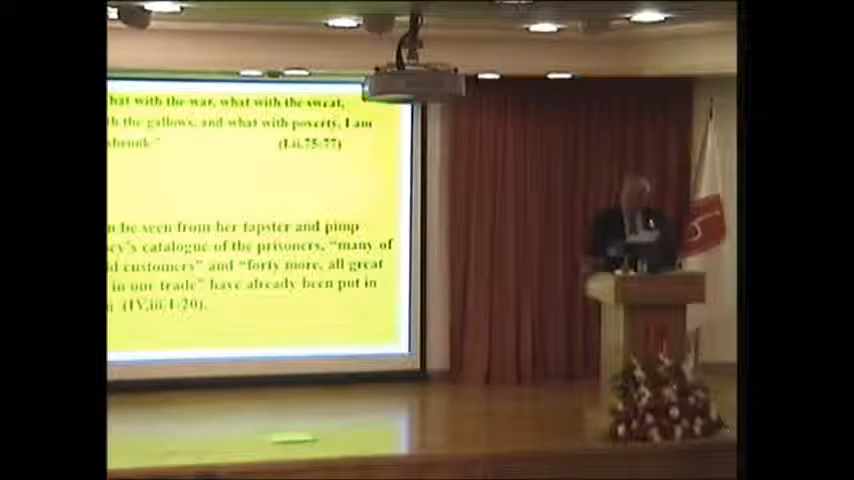 hat with the war, what with the sweat,
th the gallows, and what with poverty, I am
shrunk." (I.ii.75-77)
n be seen from her tapster and pimp
ey's catalogue of the prisoners, "many of
d customers" and "forty more, all great
in our trade" have already been put in
(IV.iii.1-20).